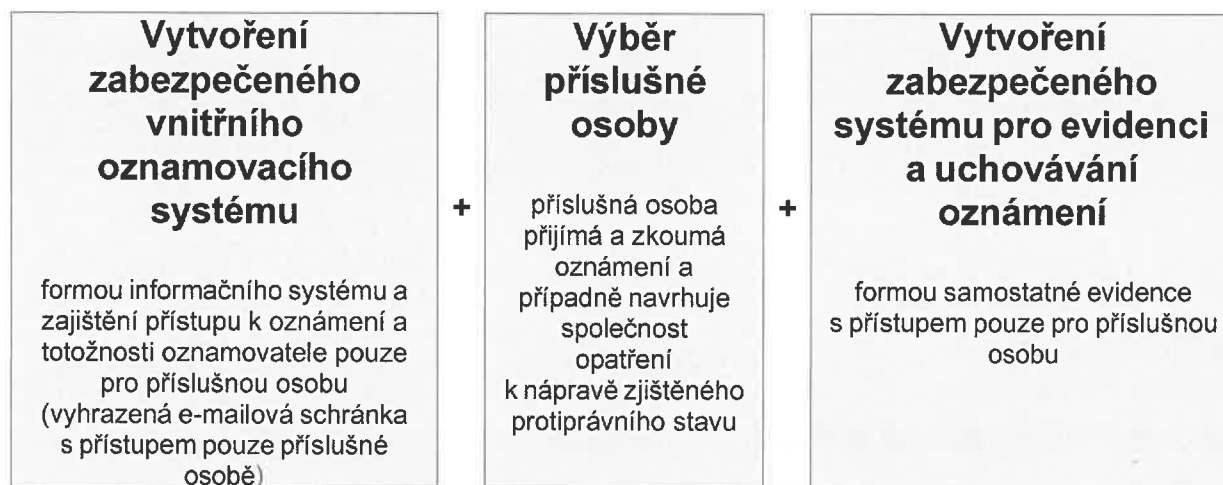 Vytvoření
zabezpečeného
vnitřního
oznamovacího
systému
formou informačního systému a
zajištění přístupu k oznámení a
totožnosti oznamovatele pouze
pro příslušnou osobu
(vyhrazená e-mailová schránka
s přístupem pouze příslušné
osobě)
+
Výběr
příslušné
osoby
příslušná osoba
přijímá a zkoumá
oznámení a
případně navrhuje
společnost
opatření
k nápravě zjištěného
protiprávního stavu
+
Vytvoření
zabezpečeného
systému pro evidenci
a uchovávání
oznámení
formou samostatné evidence
s přístupem pouze pro příslušnou
osobu